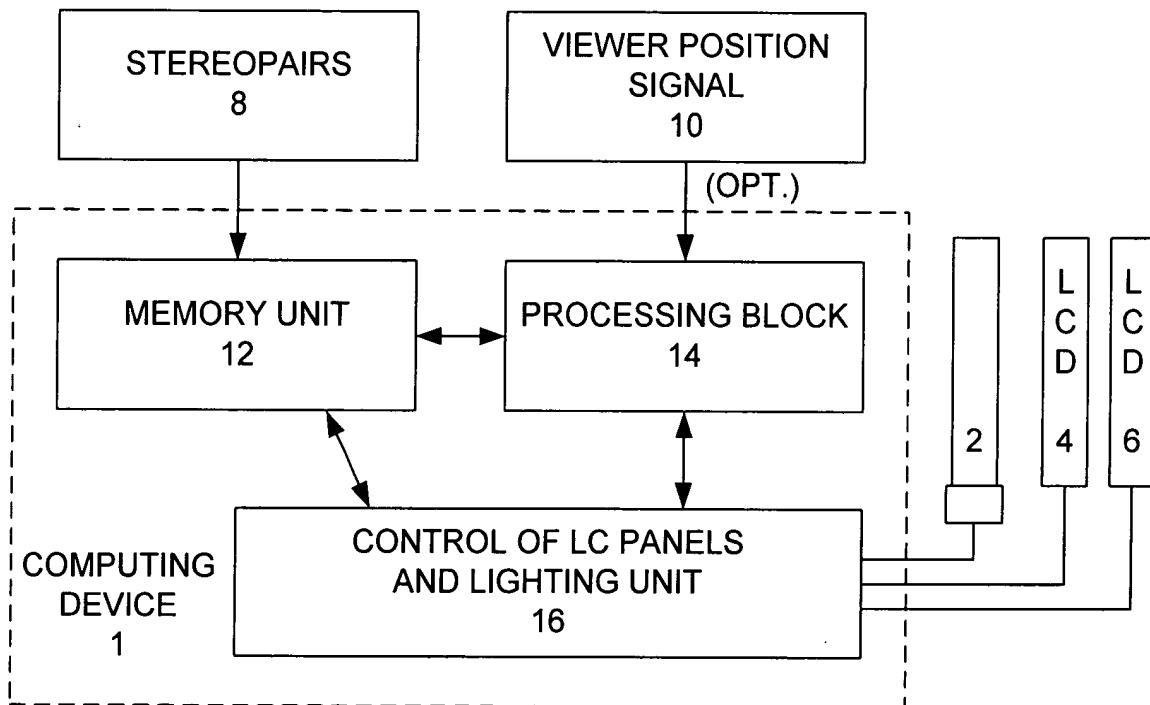 STEREOPAIRS
8
VIEWER POSITION
SIGNAL
10
(OPT.)
MEMORY UNIT
12
PROCESSING BLOCK
14
L
C
D
4
L
C
D
6
2
CONTROL OF LC PANELS
AND LIGHTING UNIT
16
COMPUTING
DEVICE
1